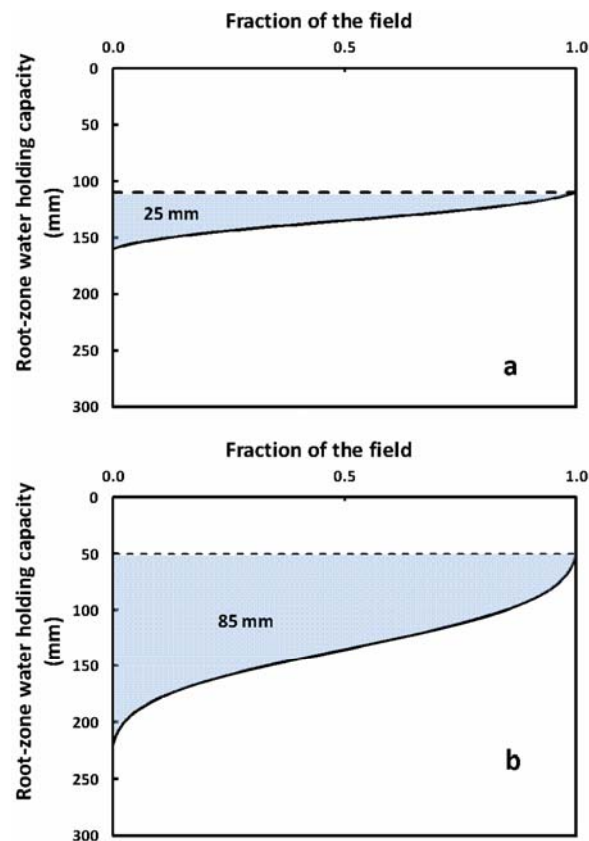 Fraction of the field
0.0 0.5 1.0
0
50
100
150
200
250
300
Root-zone water holding capacity
(mm)
25 mm
a
Fraction of the field
0.0 0.5 1.0
0
50
100
150
200
250
300
Root-zone water holding capacity
(mm)
85 mm
b